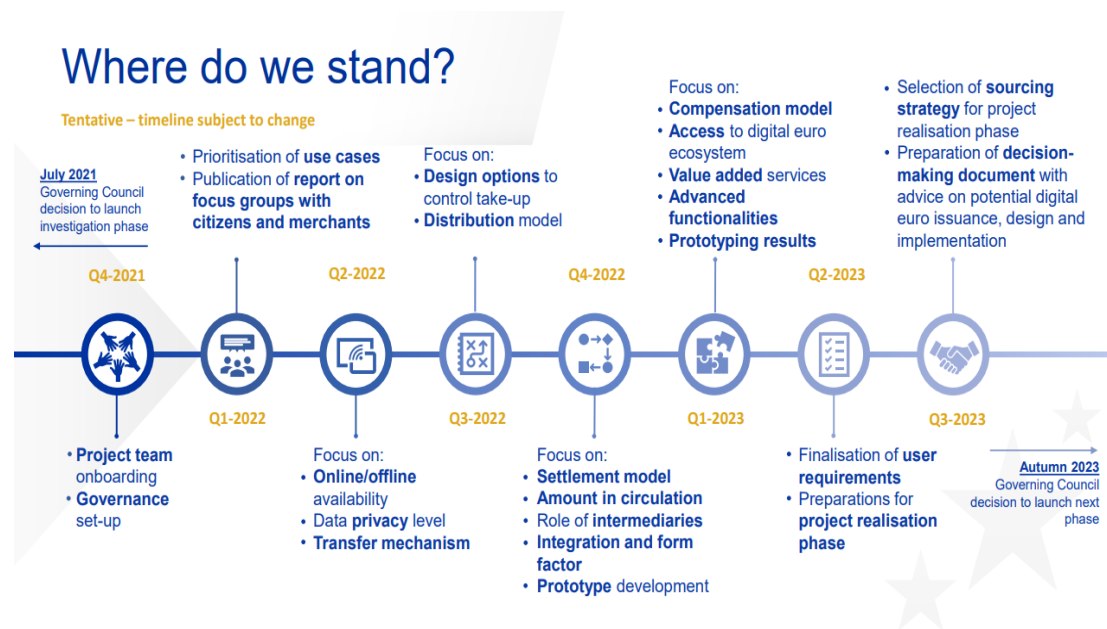 Where do we stand?
Tentative – timeline subject to change
July 2021
Governing Council
decision to launch
investigation phase
Q4-2021
• Project team
onboarding
• Governance
set-up
• Prioritisation of use cases
• Publication of report on
focus groups with
citizens and merchants
Q1-2022
Q2-2022
Focus on:
• Online/offline
availability
• Data privacy level
• Transfer mechanism
Focus on:
• Design options to
control take-up
• Distribution model
Q3-2022
Q4-2022
Focus on:
• Settlement model
• Amount in circulation
• Role of intermediaries
• Integration and form
factor
• Prototype development
Focus on:
• Compensation model
• Access to digital euro
ecosystem
• Value added services
• Advanced
functionalities
• Prototyping results
Q1-2023
Q2-2023
• Finalisation of user
requirements
• Preparations for
project realisation
phase
• Selection of sourcing
strategy for project
realisation phase
• Preparation of decision-
making document with
advice on potential digital
euro issuance, design and
implementation
Q3-2023
Autumn 2023
Governing Council
decision to launch next
phase